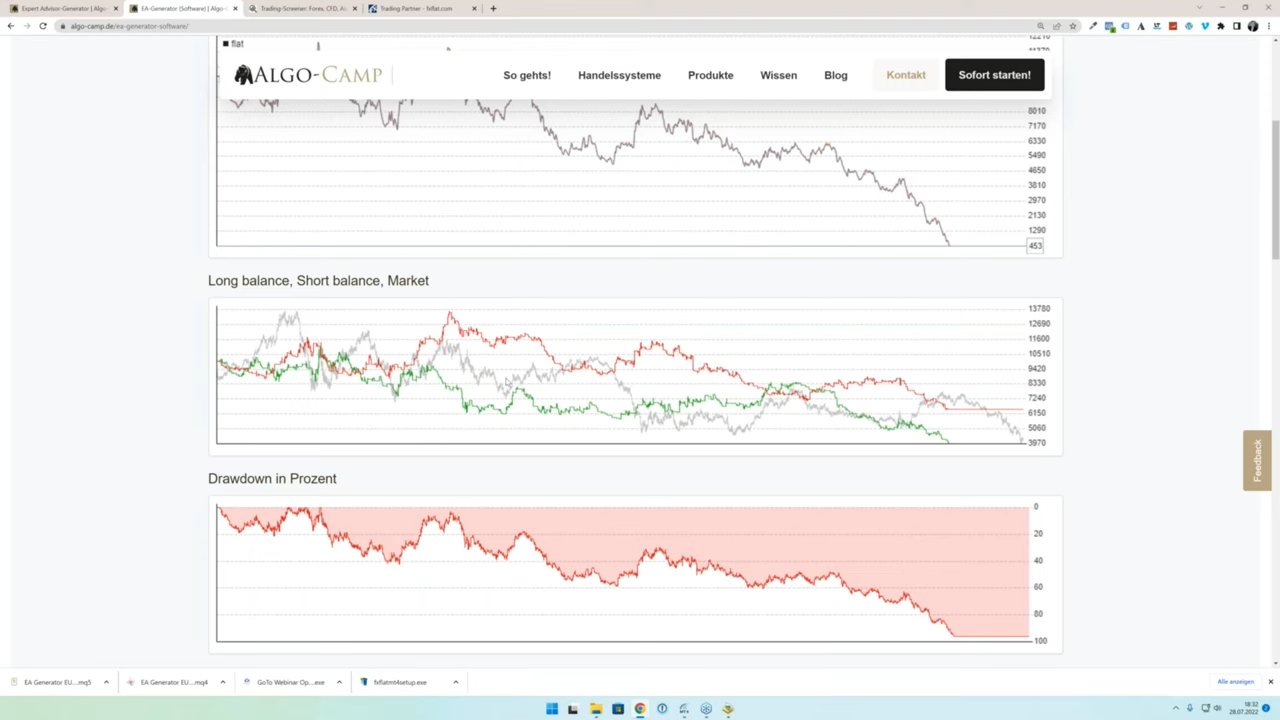 Expert Advisor-Generator | Algo-
EA-Generator (Software) | Algo-C
Trading-Screener: Forex, CFD, Ak
Trading Partner - fxflat.com
algo-camp.de/ea-generator-software/
flat
12210
11370
ALGO-CAMP
So gehts!
Handelssysteme
Produkte
Wissen
Blog
Kontakt
Sofort starten!
8010
7170
6330
5490
4650
3810
2970
2130
1290
453
Long balance, Short balance, Market
13780
12690
11600
10510
9420
8330
7240
6150
5060
3970
Feedback
Drawdown in Prozent
0
20
40
60
80
100
EA Generator EU....mq5
EA Generator EU....mq4
GoTo Webinar Op....exe
fxflatmt4setup.exe
Alle anzeigen
18:32
28.07.2022
2